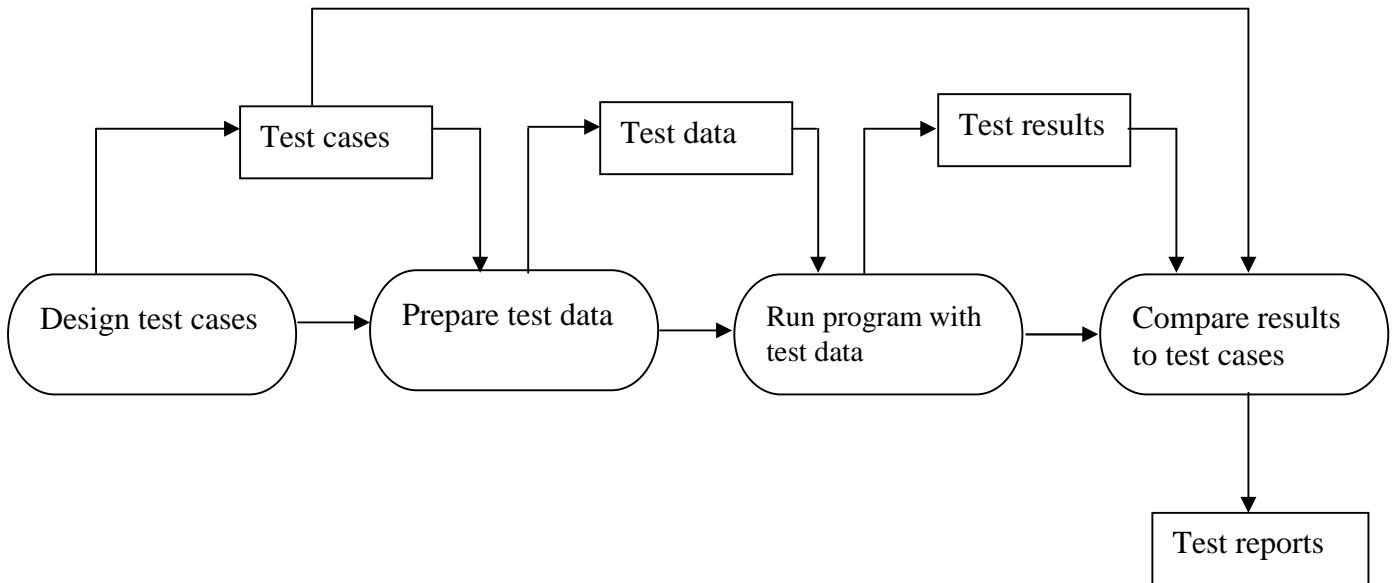 Test cases
Test data
Test results
Design test cases
Prepare test data
Run program with
test data
Compare results
to test cases
Test reports